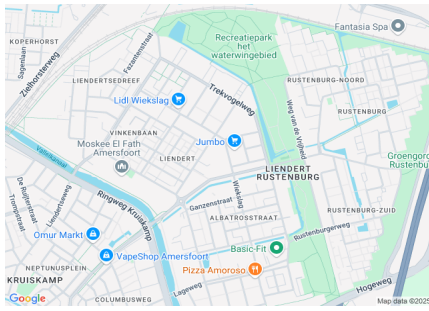 Fantasia Spa
KOPERHORST
Recreatiepark
het
waterwingebied
Fazantenstraat
Sagenlaan
Zielhorsterweg
LIENDERTSEDREEF
RUSTENBURG-NOORD
Trekvogelweg
Lidl Wiekslag
Weg van de Vrijheid
RUSTENBURG
VINKENBAAN
Jumbo
Moskee El Fath
Amersfoort
Valleikanaal
LIENDERT
Groengordel
Rustenburg
LIENDERT
RUSTENBURG
De Ruijterstraat
Trompstraat
Liendertseweg
Ringweg Kruiskamp
Wiekslag
Ganzenstraat
ALBATROSSTRAAT
RUSTENBURG-ZUID
Omur Markt
Rustenburgerweg
Basic-Fit
VapeShop Amersfoort
NEPTUNUSPLEIN
Pizza Amoroso
KRUISKAMP
Hogeweg
Lageweg
COLUMBUSWEG
Google
Map data ©2025